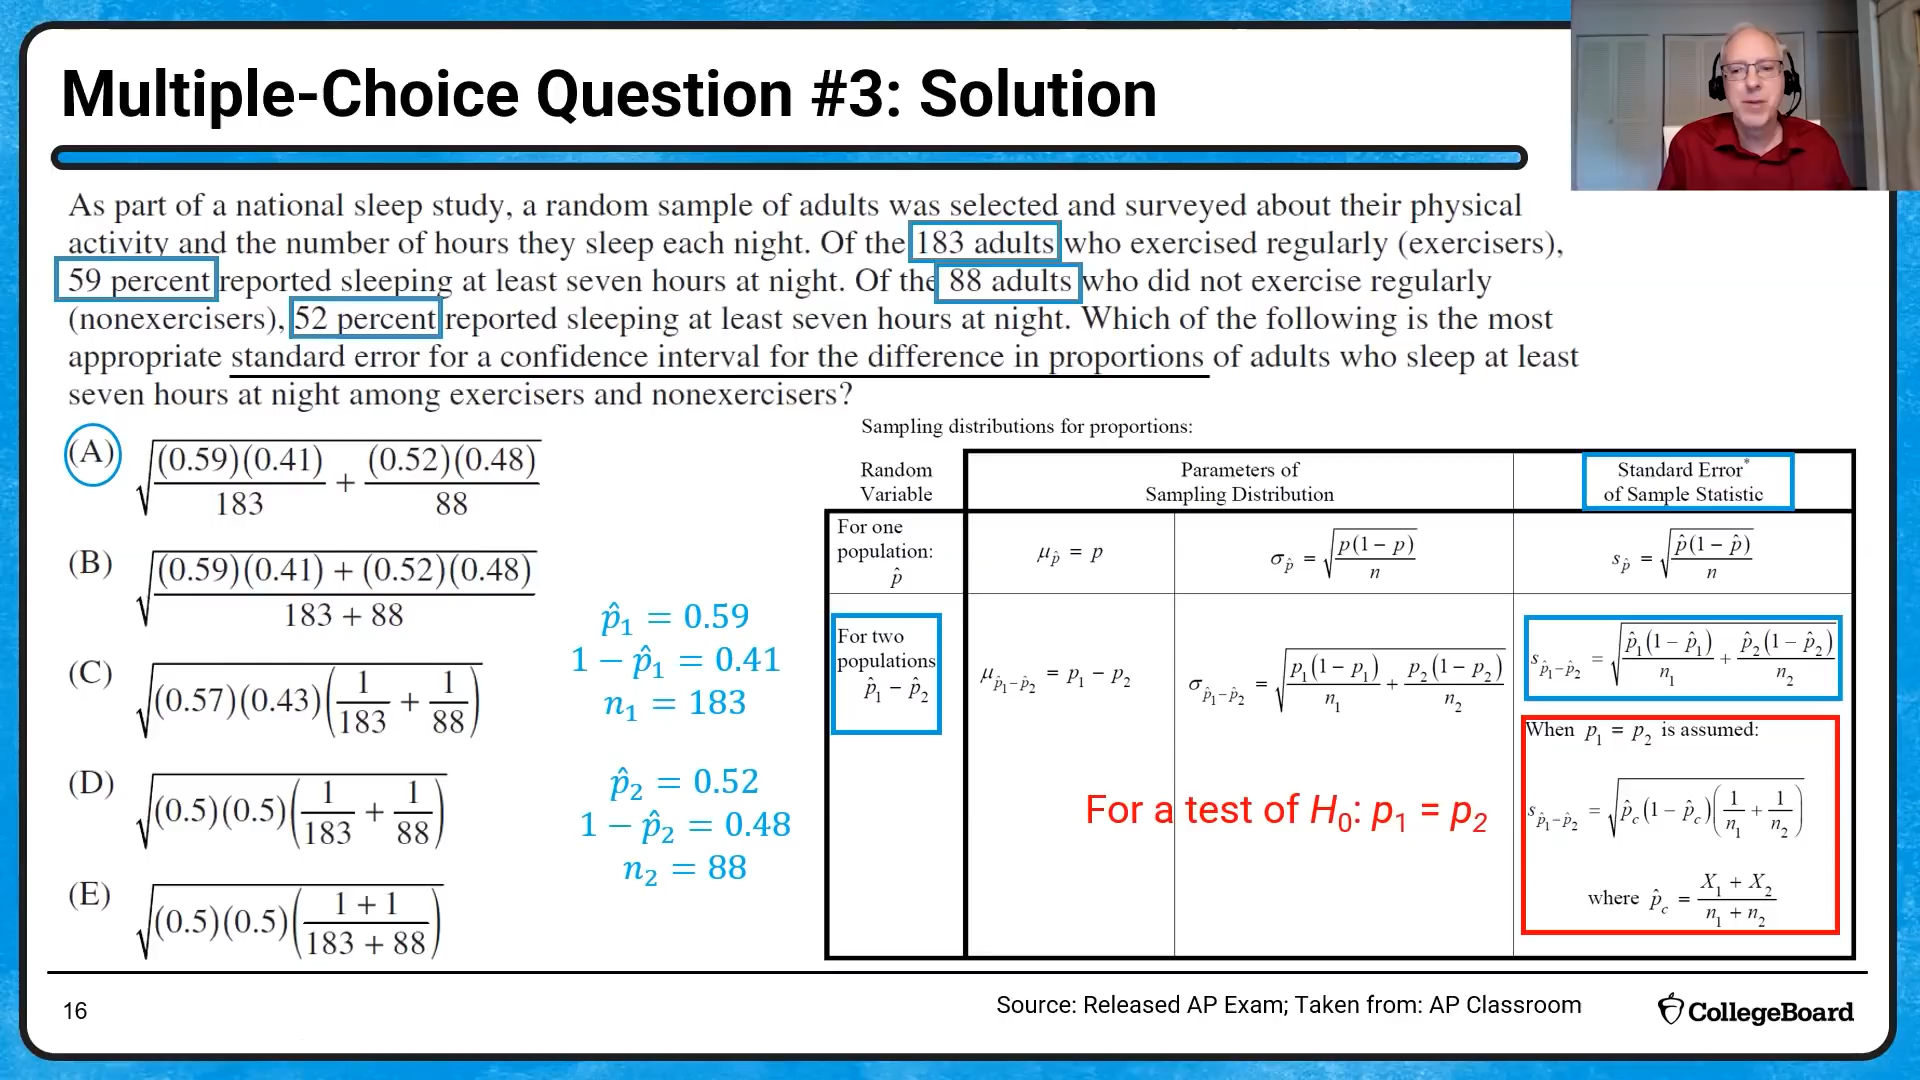 Multiple-Choice Question #3: Solution
As part of a national sleep study, a random sample of adults was selected and surveyed about their physical
activity and the number of hours they sleep each night. Of the 183 adults who exercised regularly (exercisers),
59 percent reported sleeping at least seven hours at night. Of the 88 adults who did not exercise regularly
(nonexercisers), 52 percent reported sleeping at least seven hours at night. Which of the following is the most
appropriate standard error for a confidence interval for the difference in proportions of adults who sleep at least
seven hours at night among exercisers and nonexercisers?
(A) √((0.59)(0.41)/183 + (0.52)(0.48)/88)
(B) √(((0.59)(0.41) + (0.52)(0.48))/(183 + 88))
(C) √((0.57)(0.43)(1/183 + 1/88))
(D) √((0.5)(0.5)(1/183 + 1/88))
(E) √((0.5)(0.5)((1 + 1)/(183 + 88)))
p̂₁ = 0.59
1 − p̂₁ = 0.41
n₁ = 183
p̂₂ = 0.52
1 − p̂₂ = 0.48
n₂ = 88
Sampling distributions for proportions:
Random
Variable
Parameters of
Sampling Distribution
Standard Error*
of Sample Statistic
For one
population:
p̂
μ_p̂ = p
σ_p̂ = √(p(1 − p)/n)
s_p̂ = √(p̂(1 − p̂)/n)
For two
populations
p̂₁ − p̂₂
μ_p̂₁−p̂₂ = p₁ − p₂
σ_p̂₁−p̂₂ = √(p₁(1 − p₁)/n₁ + p₂(1 − p₂)/n₂)
s_p̂₁−p̂₂ = √(p̂₁(1 − p̂₁)/n₁ + p̂₂(1 − p̂₂)/n₂)
When p₁ = p₂ is assumed:
s_p̂₁−p̂₂ = √(p̂_c(1 − p̂_c)(1/n₁ + 1/n₂))
where p̂_c = (X₁ + X₂)/(n₁ + n₂)
For a test of H₀: p₁ = p₂
16
Source: Released AP Exam; Taken from: AP Classroom
CollegeBoard